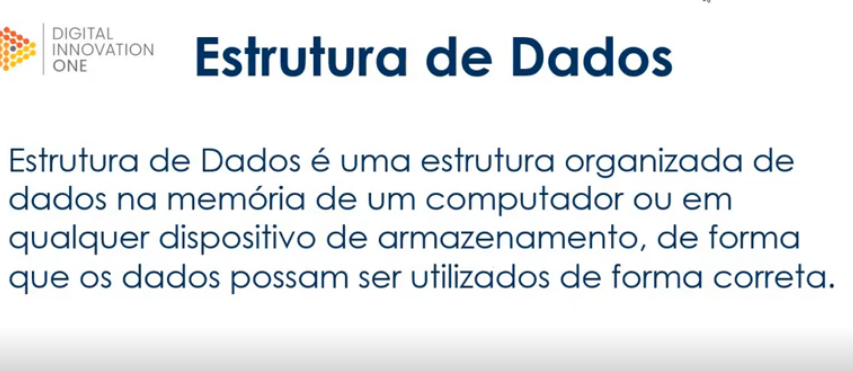 DIGITAL
INNOVATION
ONE
Estrutura de Dados
Estrutura de Dados é uma estrutura organizada de
dados na memória de um computador ou em
qualquer dispositivo de armazenamento, de forma
que os dados possam ser utilizados de forma correta.